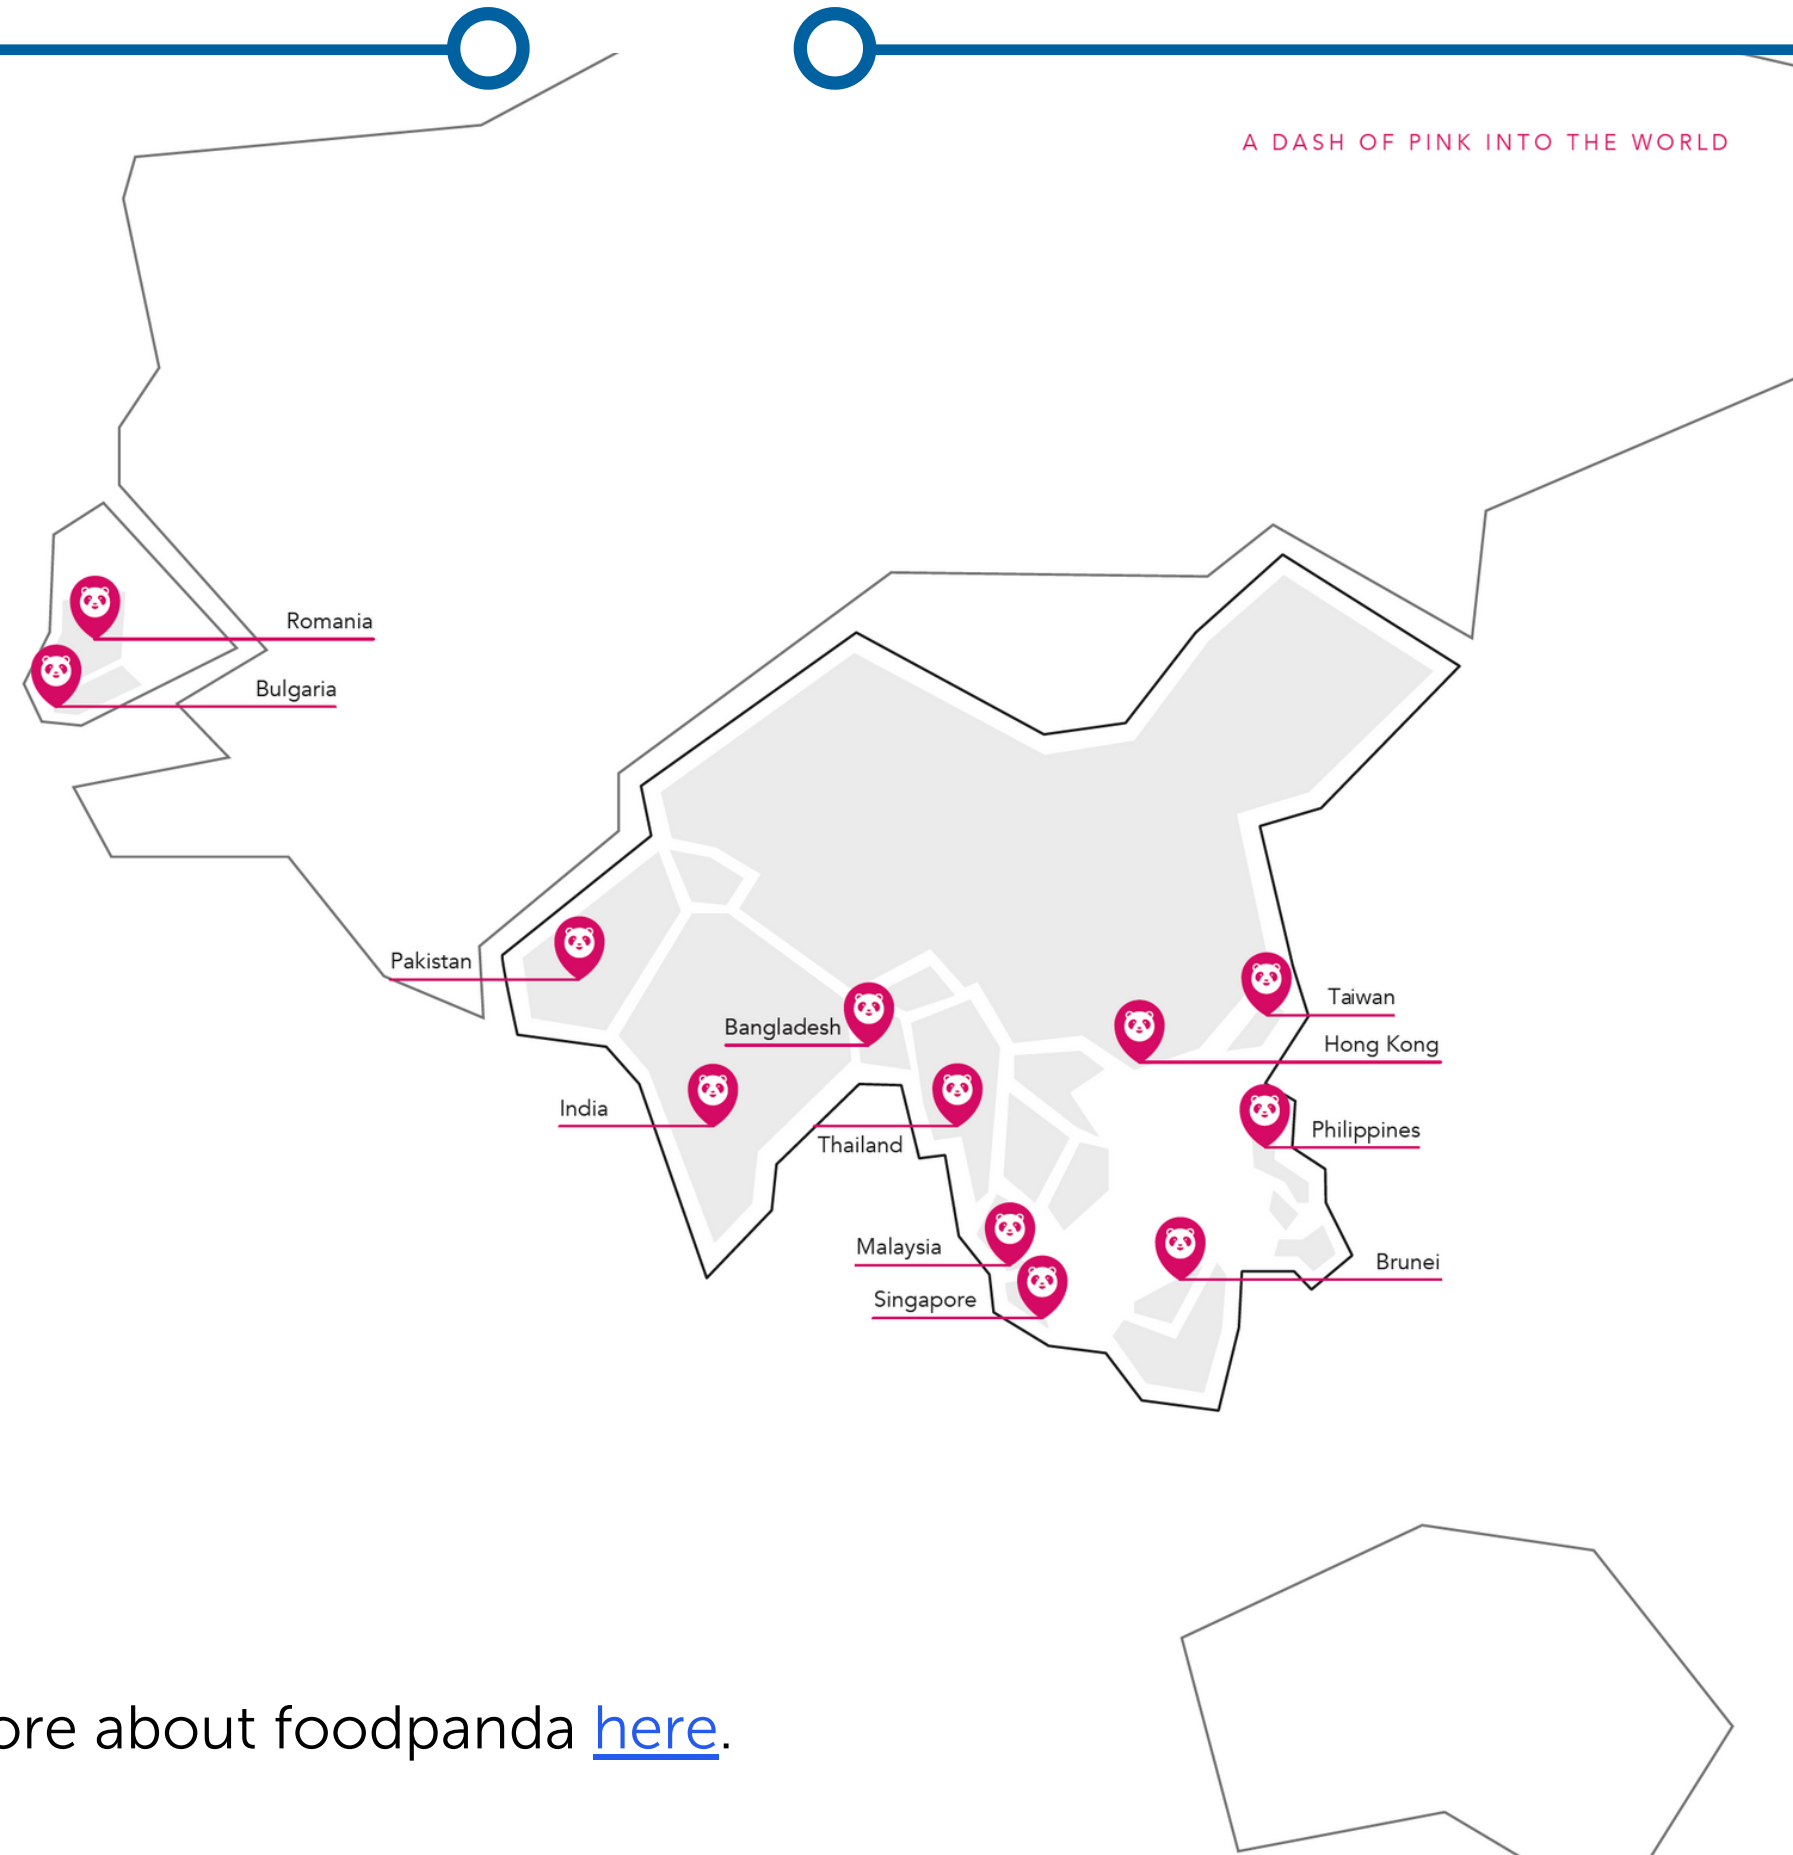 A DASH OF PINK INTO THE WORLD
Romania
Bulgaria
Pakistan
Taiwan
Bangladesh
Hong Kong
India
Philippines
Thailand
Malaysia
Brunei
Singapore
ore about foodpanda here.